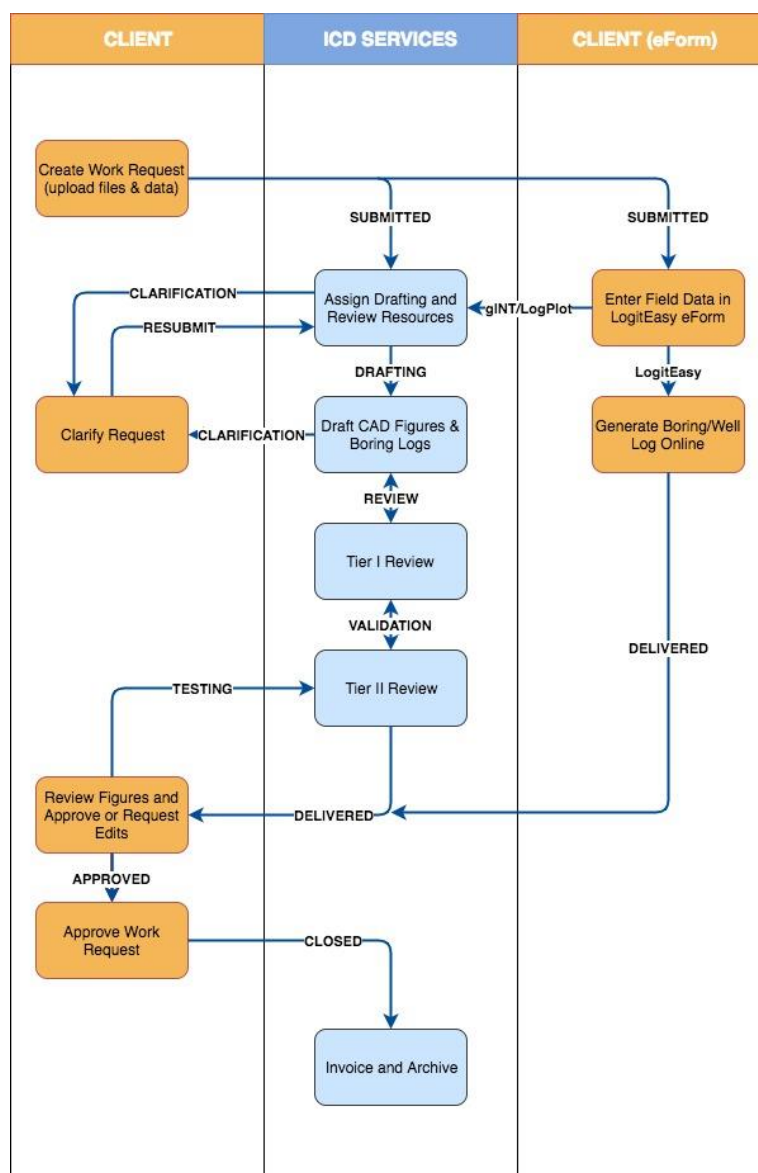 CLIENT
ICD SERVICES
CLIENT (eForm)
Create Work Request
(upload files & data)
SUBMITTED
SUBMITTED
CLARIFICATION
Assign Drafting and
Review Resources
gINT/LogPlot
Enter Field Data in
LogitEasy eForm
RESUBMIT
DRAFTING
LogitEasy
Clarify Request
CLARIFICATION
Draft CAD Figures &
Boring Logs
Generate Boring/Well
Log Online
REVIEW
Tier I Review
VALIDATION
DELIVERED
TESTING
Tier II Review
Review Figures and
Approve or Request
Edits
DELIVERED
APPROVED
Approve Work
Request
CLOSED
Invoice and Archive